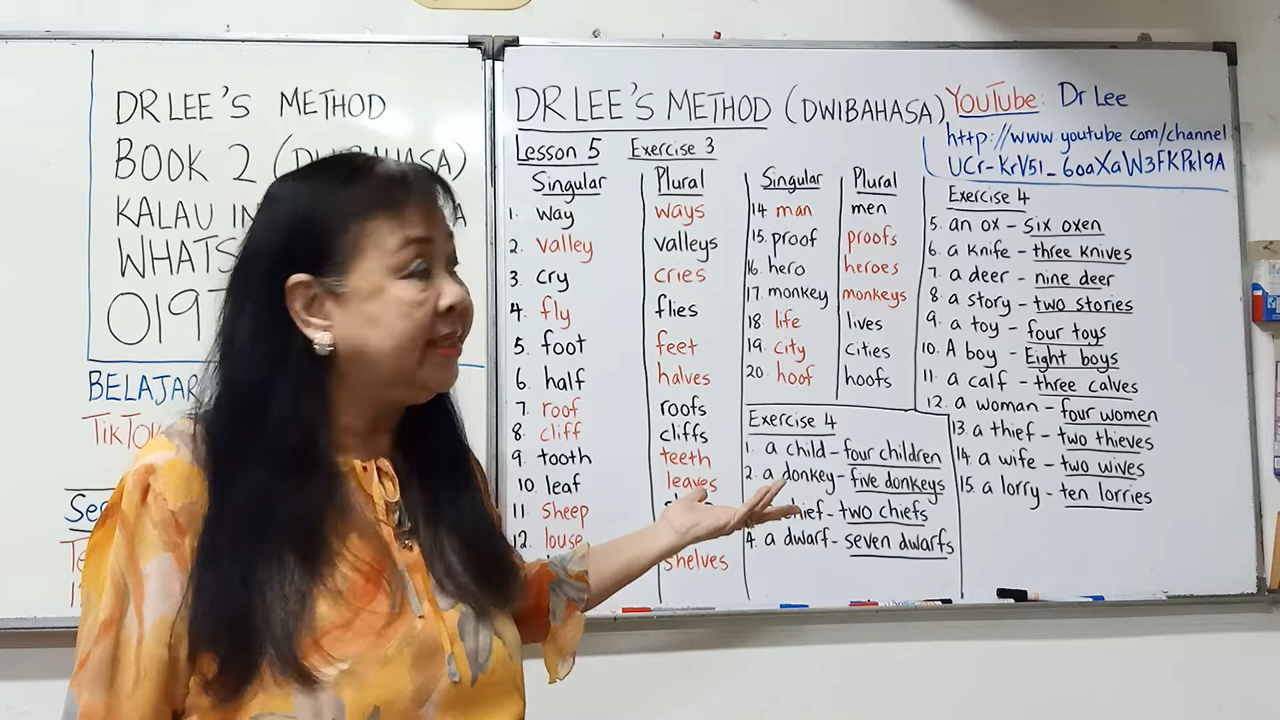 DR LEE'S METHOD
BOOK 2 (DWIBAHASA)
KALAU IN
WHATS
019
BELAJAR
TikTok
DR LEE'S METHOD (DWIBAHASA)
YouTube: Dr Lee
http://www.youtube.com/channel
UCr-KrV5l_6oaXaW3FKPkl9A
Lesson 5 Exercise 3
Singular Plural
1. way ways
2. valley valleys
3. cry cries
4. fly flies
5. foot feet
6. half halves
7. roof roofs
8. cliff cliffs
9. tooth teeth
10. leaf leaves
11. Sheep
12. louse
shelves
Singular Plural
14. man men
15. proof proofs
16. hero heroes
17. monkey monkeys
18. life lives
19. city cities
20. hoof hoofs
Exercise 4
1. a child - four children
2. a donkey - five donkeys
hief - two chiefs
4. a dwarf - seven dwarfs
Exercise 4
5. an ox - six oxen
6. a knife - three knives
7. a deer - nine deer
8. a story - two stories
9. a toy - four toys
10. A boy - Eight boys
11. a calf - three calves
12. a woman - four women
13. a thief - two thieves
14. a wife - two wives
15. a lorry - ten lorries